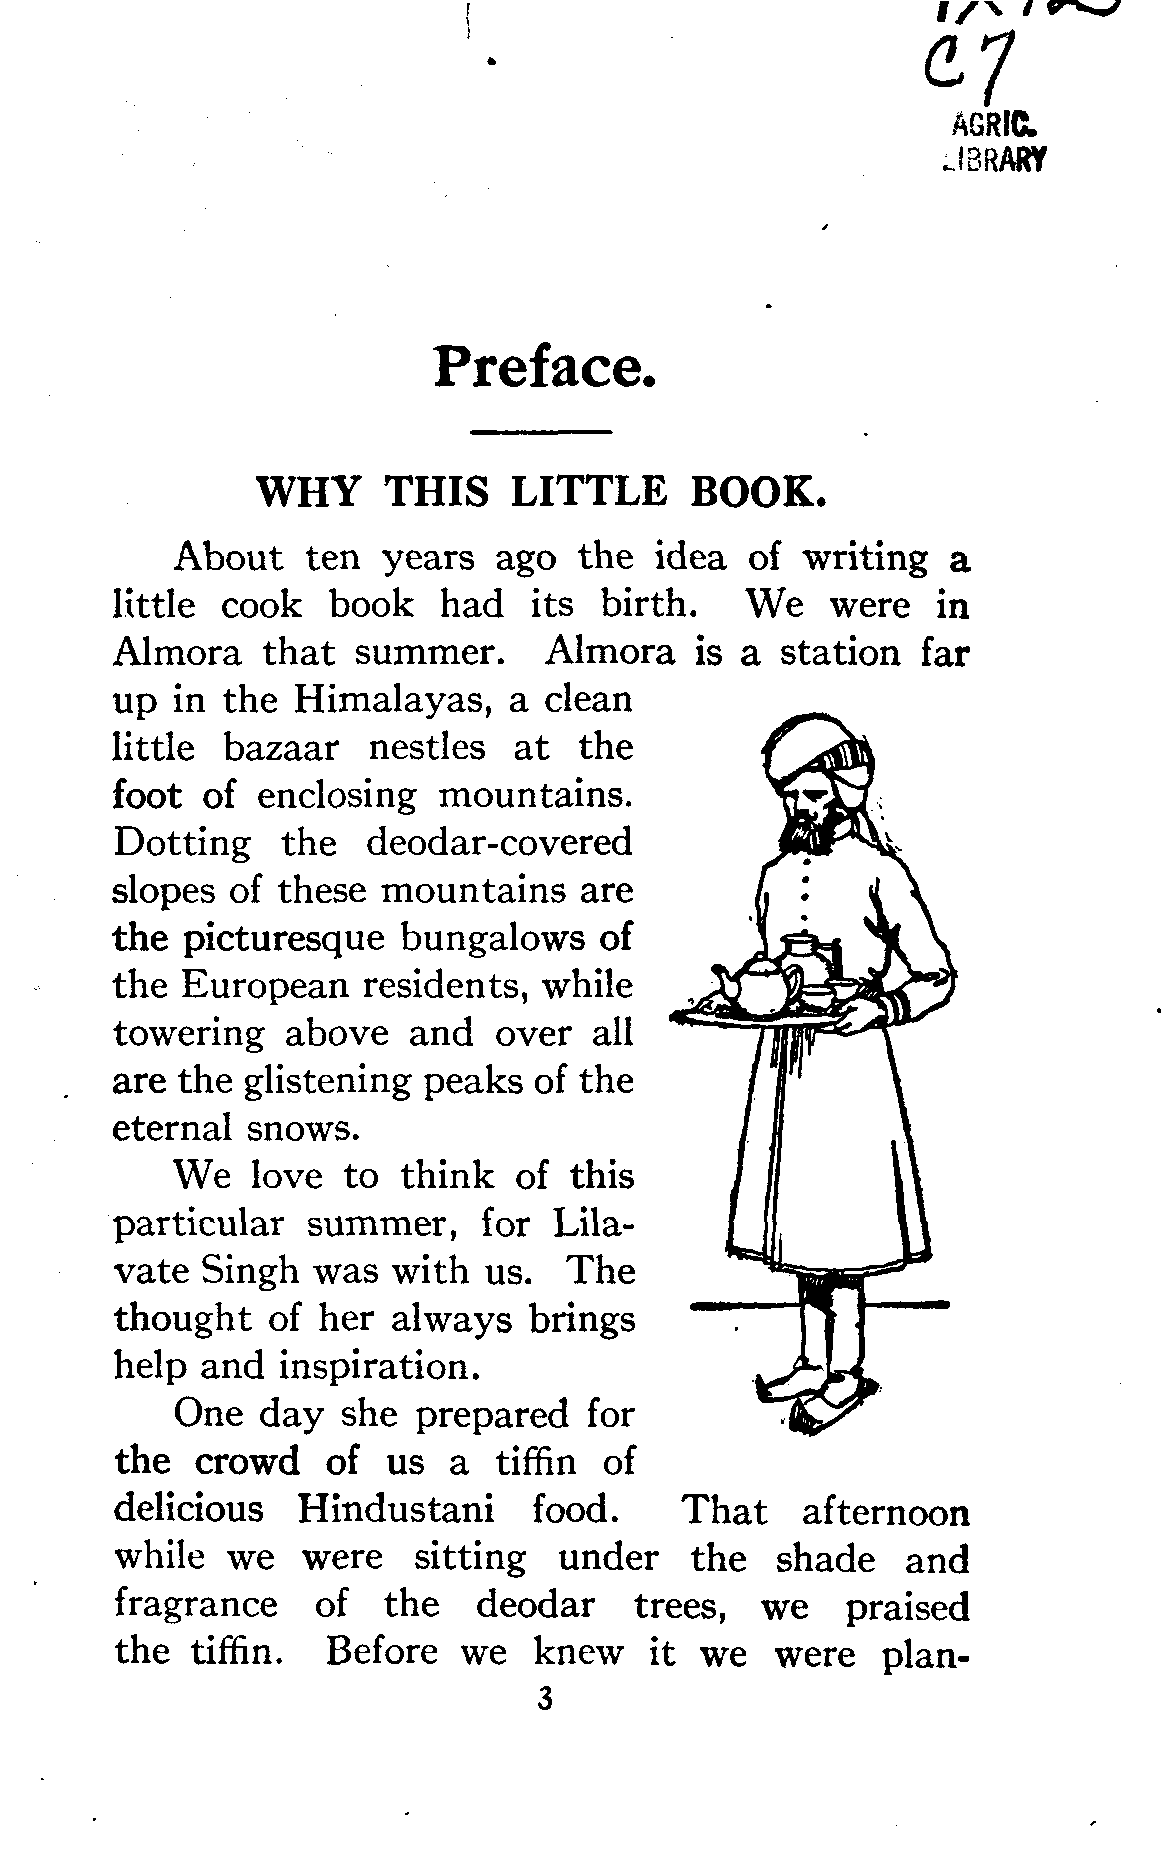 C7
AGRIC.
LIBRARY
Preface.
WHY THIS LITTLE BOOK.
About ten years ago the idea of writing a
little cook book had its birth. We were in
Almora that summer. Almora is a station far
up in the Himalayas, a clean
little bazaar nestles at the
foot of enclosing mountains.
Dotting the deodar-covered
slopes of these mountains are
the picturesque bungalows of
the European residents, while
towering above and over all
are the glistening peaks of the
eternal snows.
We love to think of this
particular summer, for Lila-
vate Singh was with us. The
thought of her always brings
help and inspiration.
One day she prepared for
the crowd of us a tiffin of
delicious Hindustani food. That afternoon
while we were sitting under the shade and
fragrance of the deodar trees, we praised
the tiffin. Before we knew it we were plan-
3